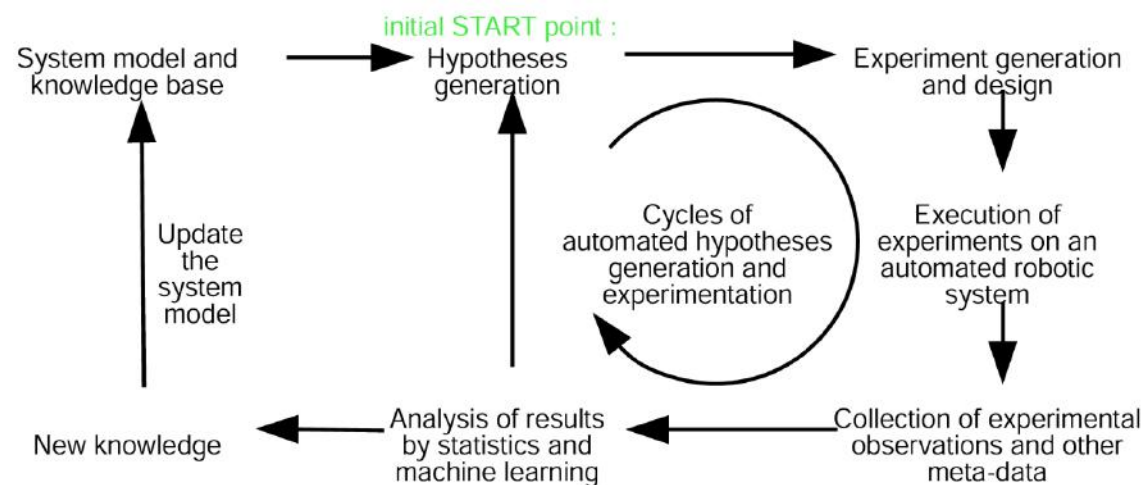 initial START point :
System model and
knowledge base
Hypotheses
generation
Experiment generation
and design
Update
the
system
model
Cycles of
automated hypotheses
generation and
experimentation
Execution of
experiments on an
automated robotic
system
New knowledge
Analysis of results
by statistics and
machine learning
Collection of experimental
observations and other
meta-data